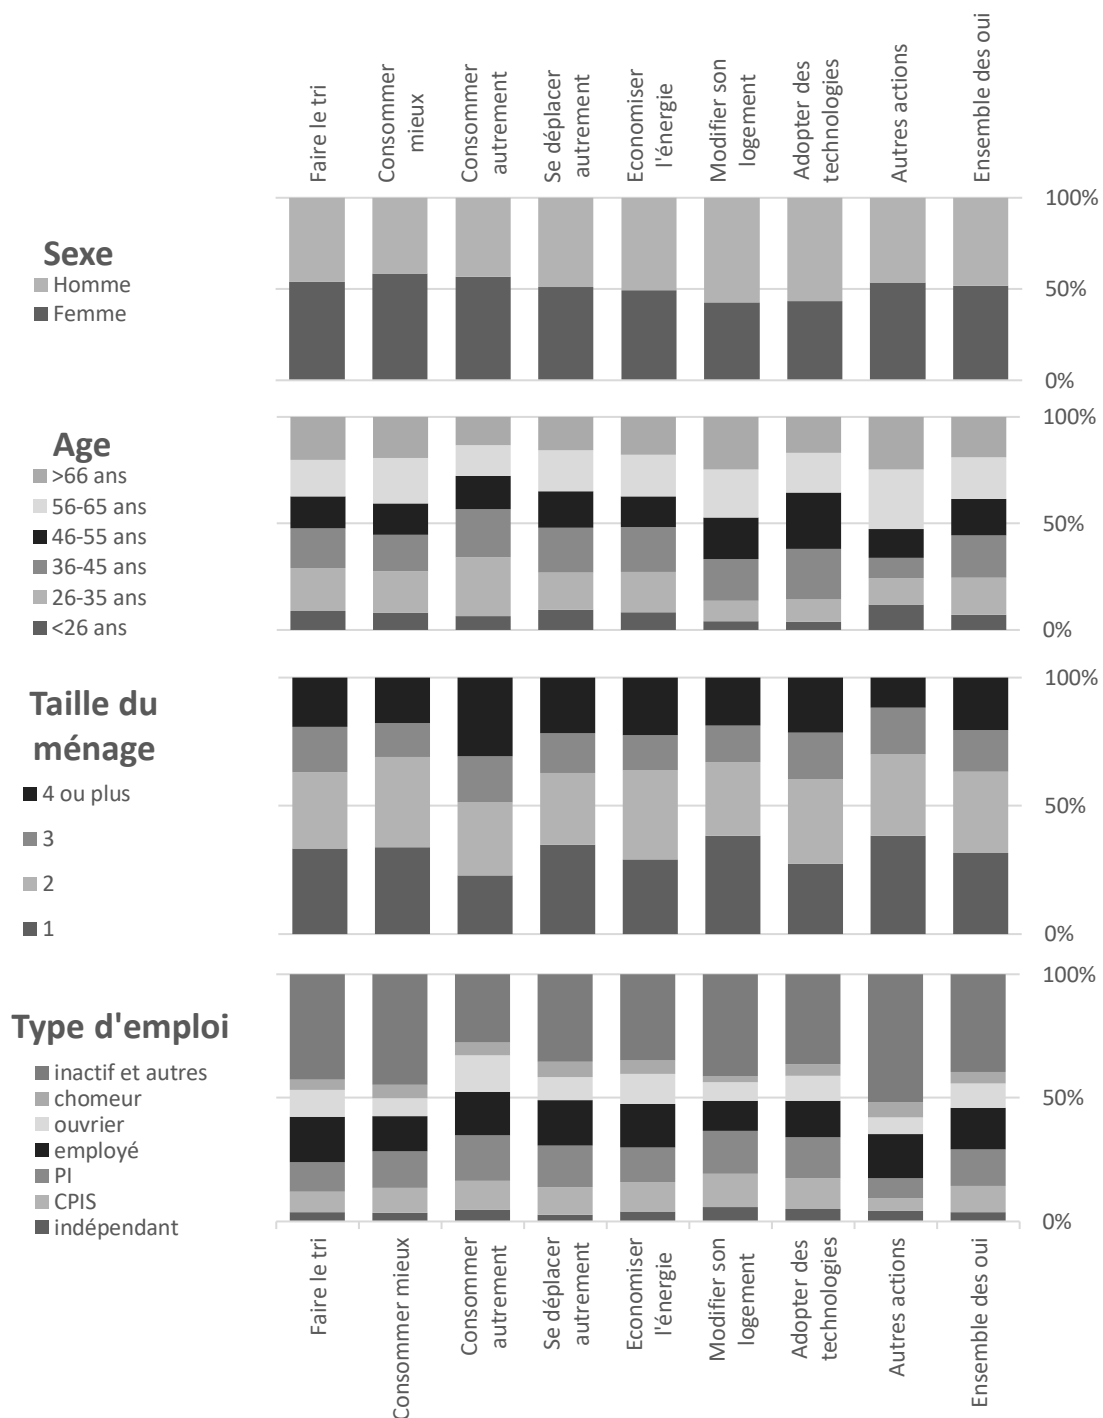 Faire le tri
Consommer
mieux
Consommer
autrement
Se déplacer
autrement
Economiser
l'énergie
Modifier son
logement
Adopter des
technologies
Autres actions
Ensemble des oui
Sexe
Homme
Femme
100%
50%
0%
Age
>66 ans
56-65 ans
46-55 ans
36-45 ans
26-35 ans
<26 ans
100%
50%
0%
Taille du
ménage
4 ou plus
3
2
1
100%
50%
0%
Type d'emploi
inactif et autres
chomeur
ouvrier
employé
PI
CPIS
indépendant
100%
50%
0%
Faire le tri
Consommer mieux
Consommer
autrement
Se déplacer
autrement
Economiser
l'énergie
Modifier son
logement
Adopter des
technologies
Autres actions
Ensemble des oui